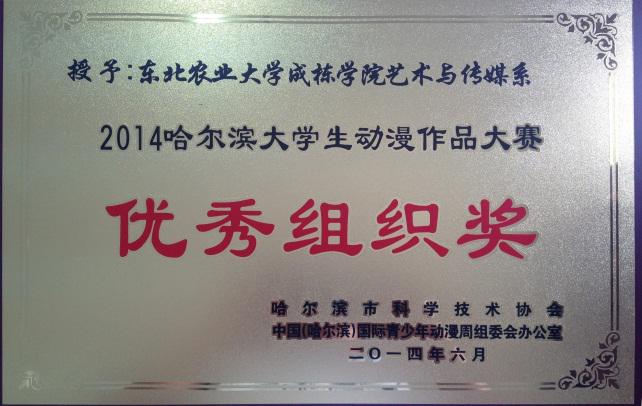 授予:东北农业大学成栋学院艺术与传媒系
2014哈尔滨大学生动漫作品大赛
优秀组织奖
哈尔滨市科学技术协会
中国(哈尔滨)国际青少年动漫周组委会办公室
二〇一四年六月